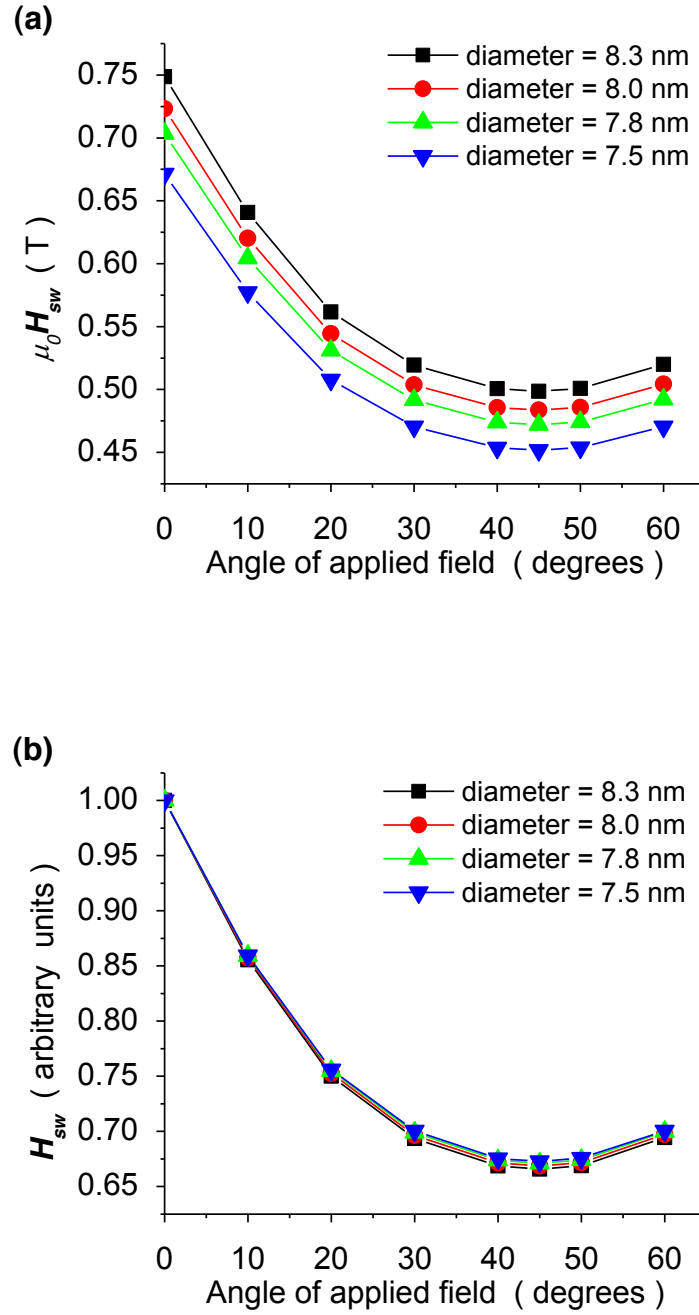 (a)
diameter = 8.3 nm
diameter = 8.0 nm
diameter = 7.8 nm
diameter = 7.5 nm
0.75
0.70
0.65
0.60
0.55
0.50
0.45
μ0Hsw ( T )
0 10 20 30 40 50 60
Angle of applied field ( degrees )
(b)
diameter = 8.3 nm
diameter = 8.0 nm
diameter = 7.8 nm
diameter = 7.5 nm
1.00
0.95
0.90
0.85
0.80
0.75
0.70
0.65
Hsw ( arbitrary units )
0 10 20 30 40 50 60
Angle of applied field ( degrees )